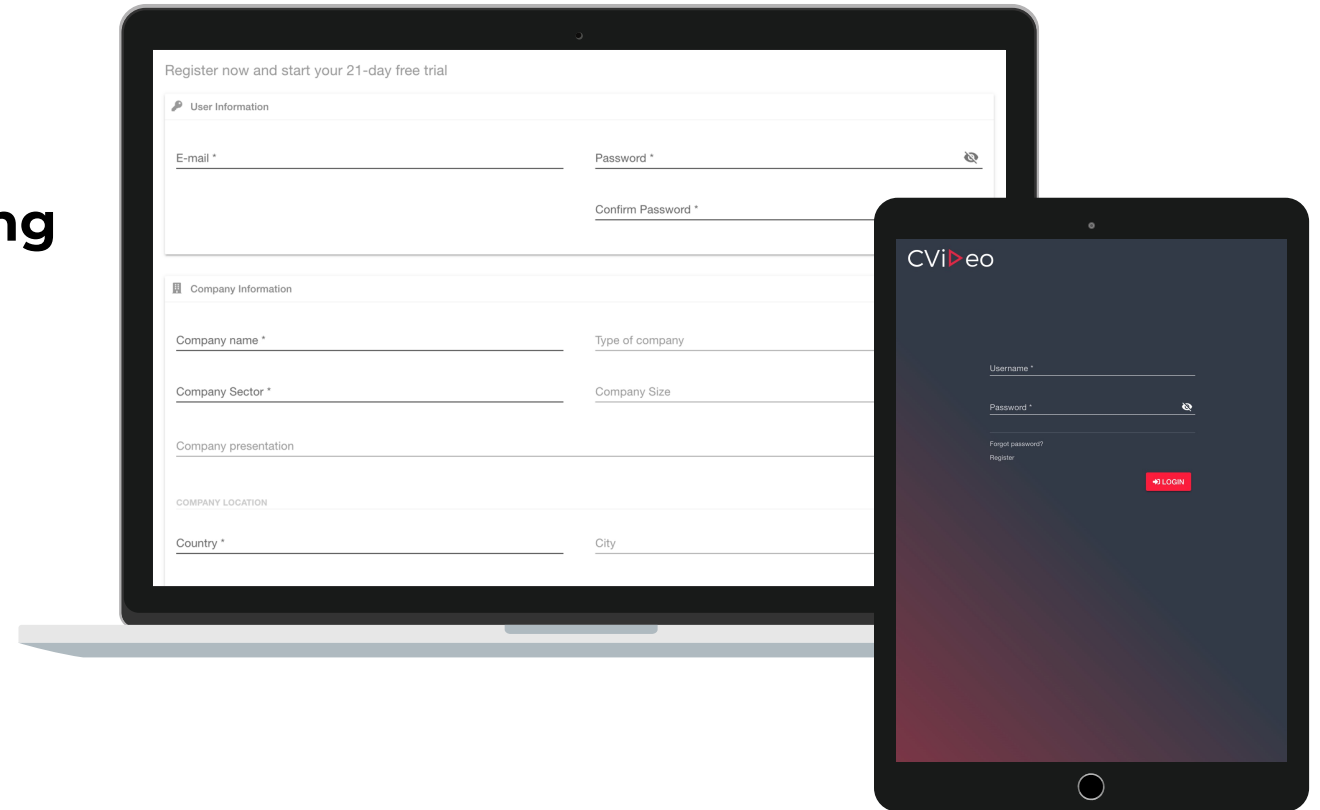 ng
Register now and start your 21-day free trial
User Information
E-mail *
Password *
Confirm Password *
Company Information
Company name *
Type of company
Company Sector *
Company Size
Company presentation
COMPANY LOCATION
Country *
City
CVideo
Username *
Password *
Forgot password?
Register
LOGIN